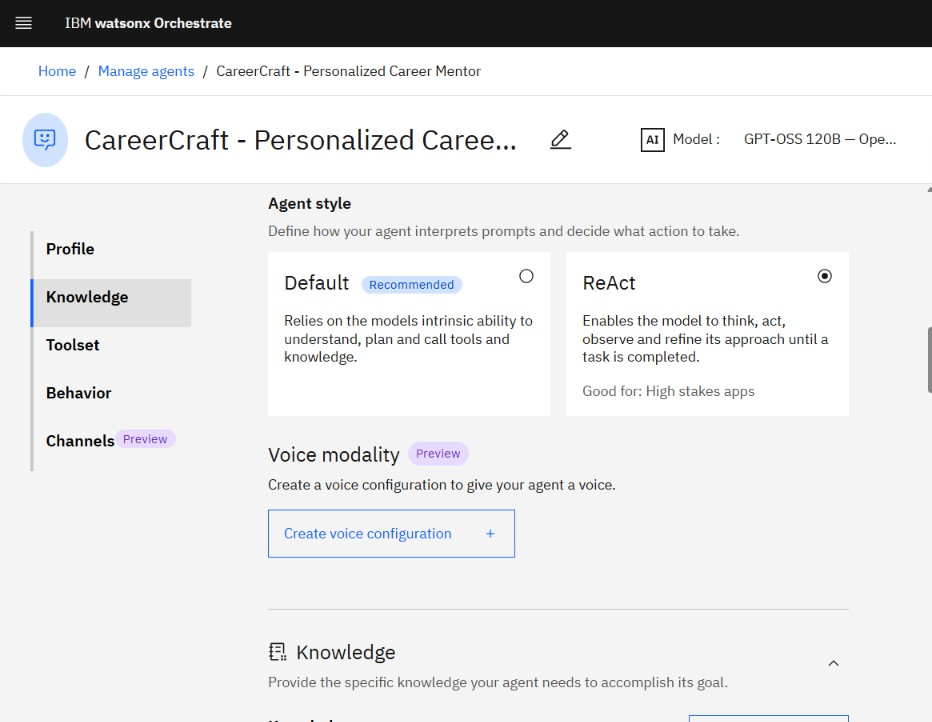 IBM watsonx Orchestrate
Home / Manage agents / CareerCraft - Personalized Career Mentor
CareerCraft - Personalized Caree...
AI Model : GPT-OSS 120B — Ope...
Profile
Knowledge
Toolset
Behavior
Channels Preview
Agent style
Define how your agent interprets prompts and decide what action to take.
Default Recommended
Relies on the models intrinsic ability to
understand, plan and call tools and
knowledge.
ReAct
Enables the model to think, act,
observe and refine its approach until a
task is completed.
Good for: High stakes apps
Voice modality Preview
Create a voice configuration to give your agent a voice.
Create voice configuration +
Knowledge
Provide the specific knowledge your agent needs to accomplish its goal.